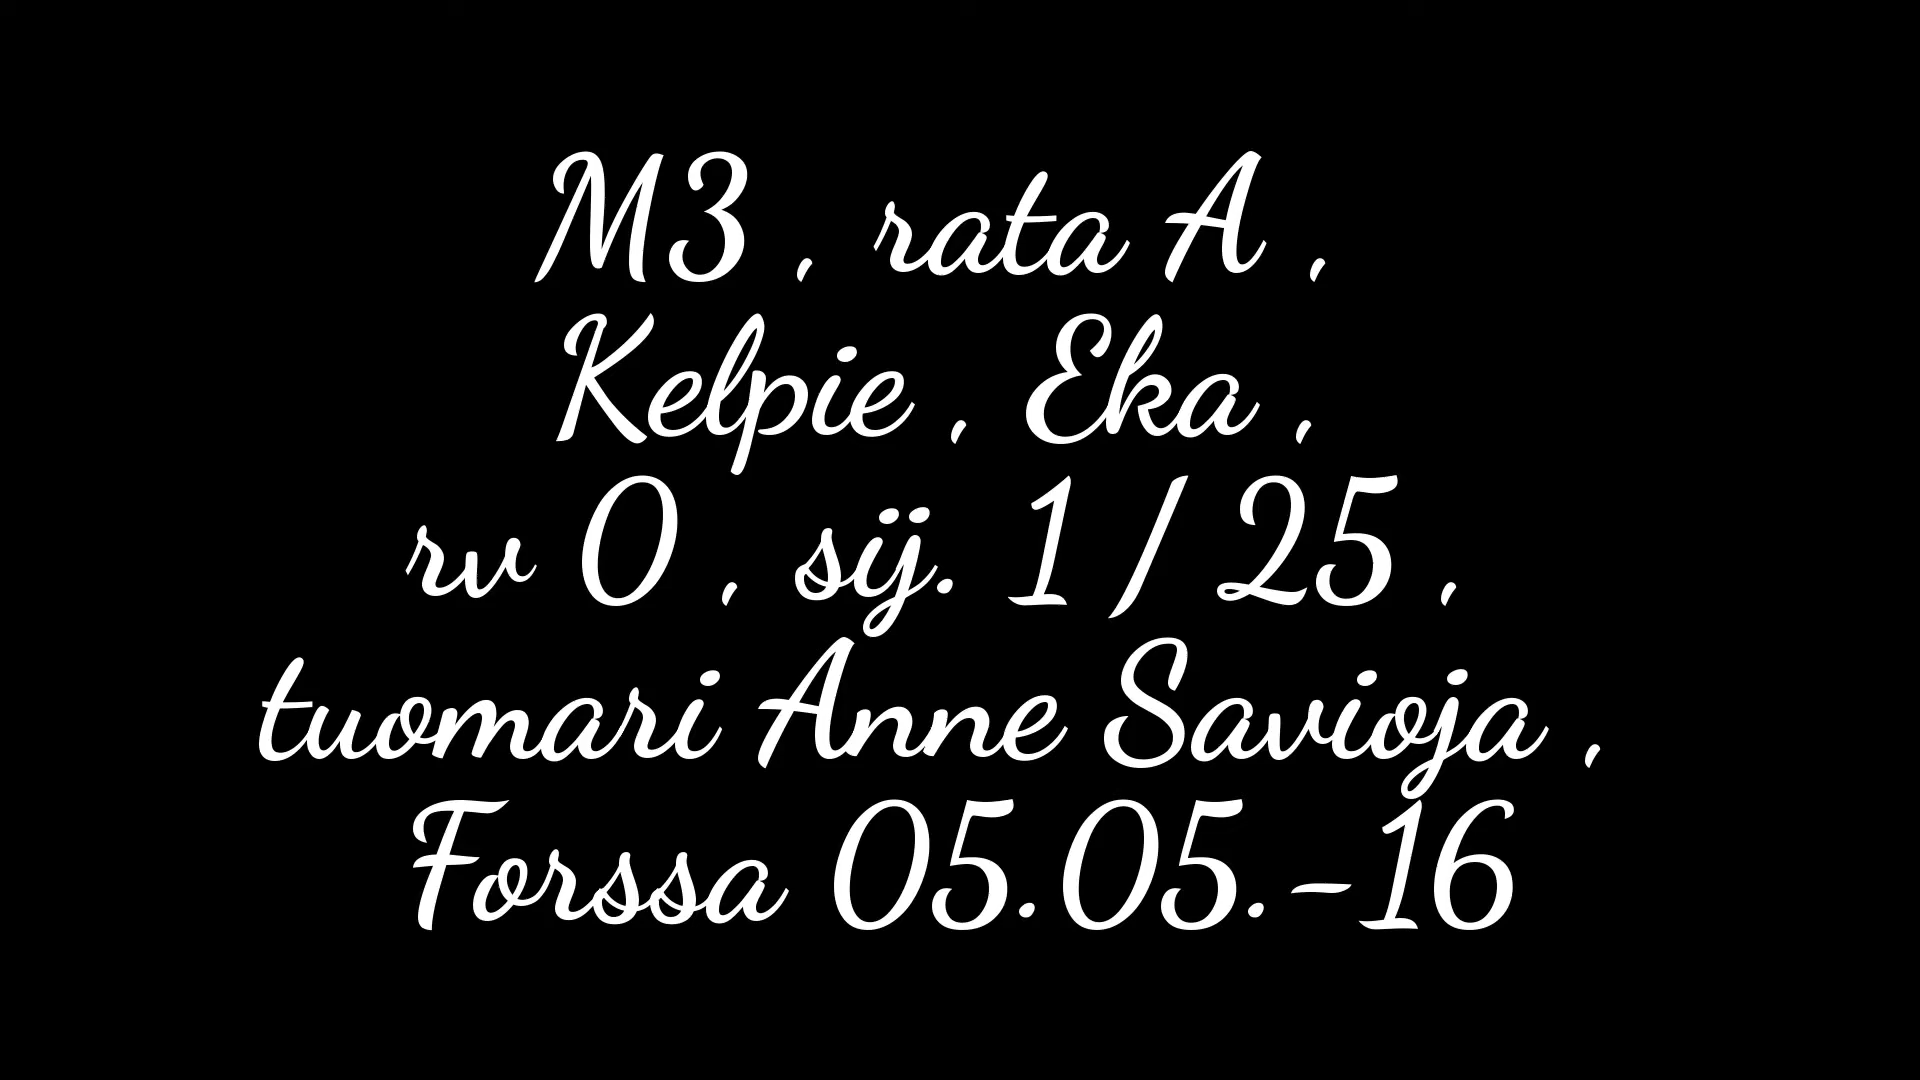 M3 , rata A ,
Kelpie , Eka ,
rv 0 , sij. 1 / 25 ,
tuomari Anne Savioja ,
Forssa 05.05.-16